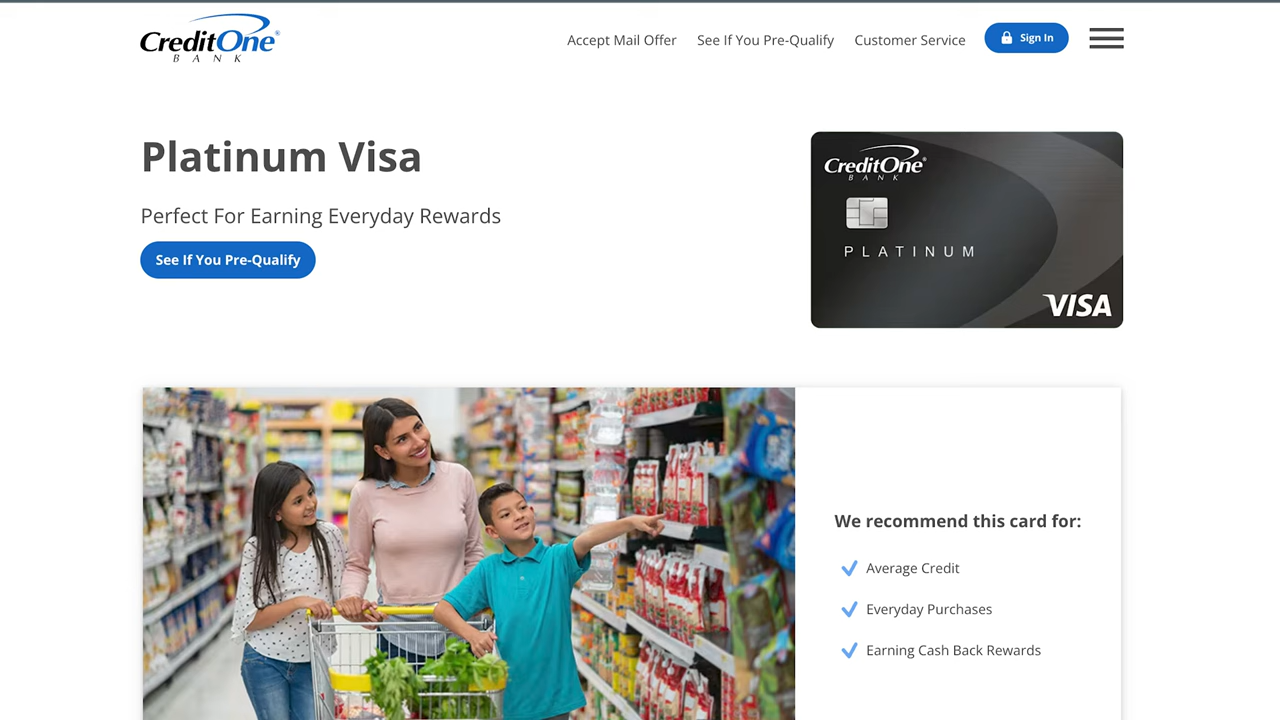 CreditOne®
BANK
Accept Mail Offer
See If You Pre-Qualify
Customer Service
Sign In
Platinum Visa
Perfect For Earning Everyday Rewards
See If You Pre-Qualify
CreditOne®
BANK
PLATINUM
VISA
We recommend this card for:
Average Credit
Everyday Purchases
Earning Cash Back Rewards